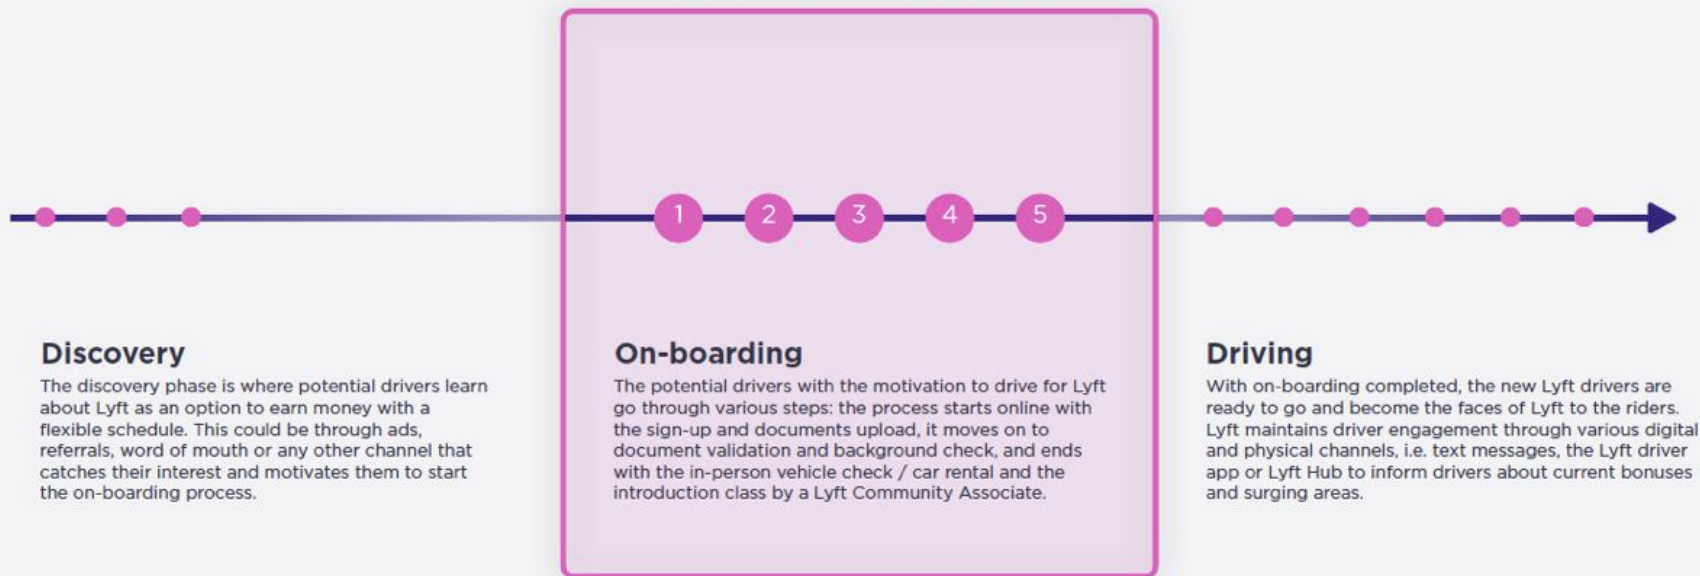 1 2 3 4 5
Discovery
The discovery phase is where potential drivers learn
about Lyft as an option to earn money with a
flexible schedule. This could be through ads,
referrals, word of mouth or any other channel that
catches their interest and motivates them to start
the on-boarding process.
On-boarding
The potential drivers with the motivation to drive for Lyft
go through various steps: the process starts online with
the sign-up and documents upload, it moves on to
document validation and background check, and ends
with the in-person vehicle check / car rental and the
introduction class by a Lyft Community Associate.
Driving
With on-boarding completed, the new Lyft drivers are
ready to go and become the faces of Lyft to the riders.
Lyft maintains driver engagement through various digital
and physical channels, i.e. text messages, the Lyft driver
app or Lyft Hub to inform drivers about current bonuses
and surging areas.